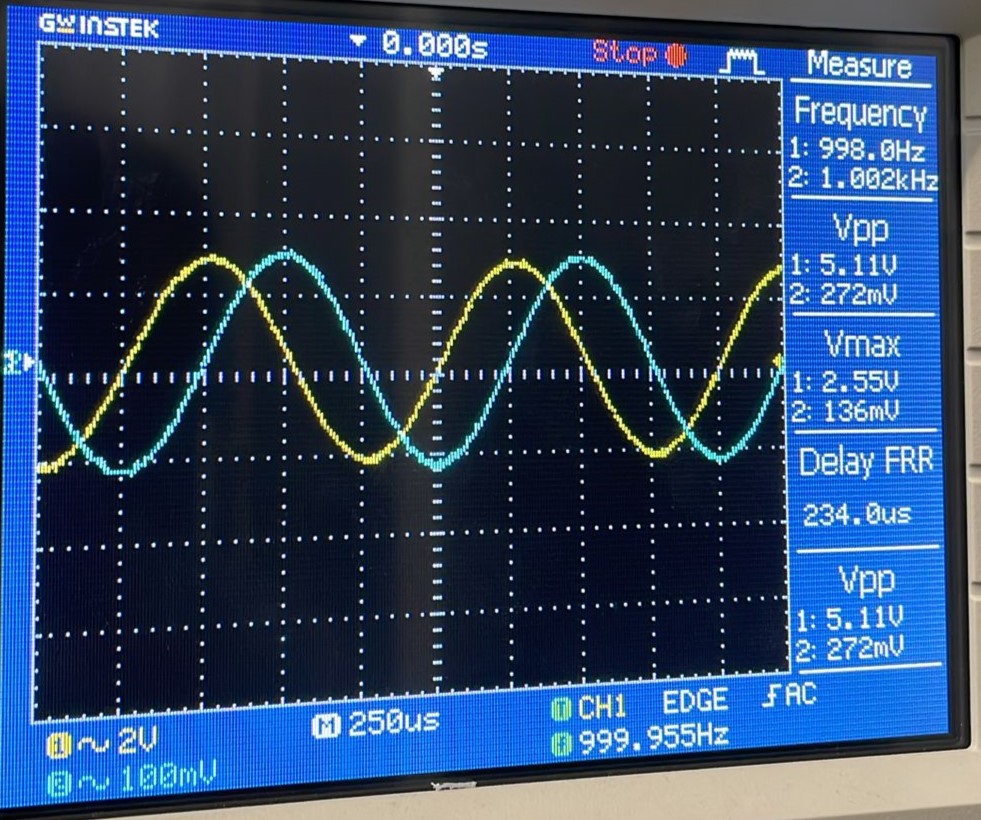 GW INSTEK
0.000s
Stop
Measure
Frequency
1: 998.0Hz
2: 1.002kHz
Vpp
1: 5.11V
2: 272mV
Vmax
1: 2.55V
2: 136mV
Delay FRR
234.0us
Vpp
1: 5.11V
2: 272mV
2
1 ~ 2V
M 250us
T CH1 EDGE AC
2 ~ 100mV
F 999.955Hz